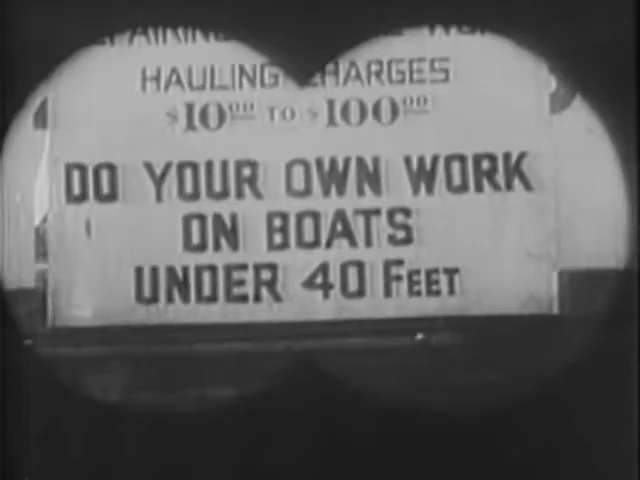 HAULING CHARGES
$10.00 TO $100.00
DO YOUR OWN WORK
ON BOATS
UNDER 40 FEET